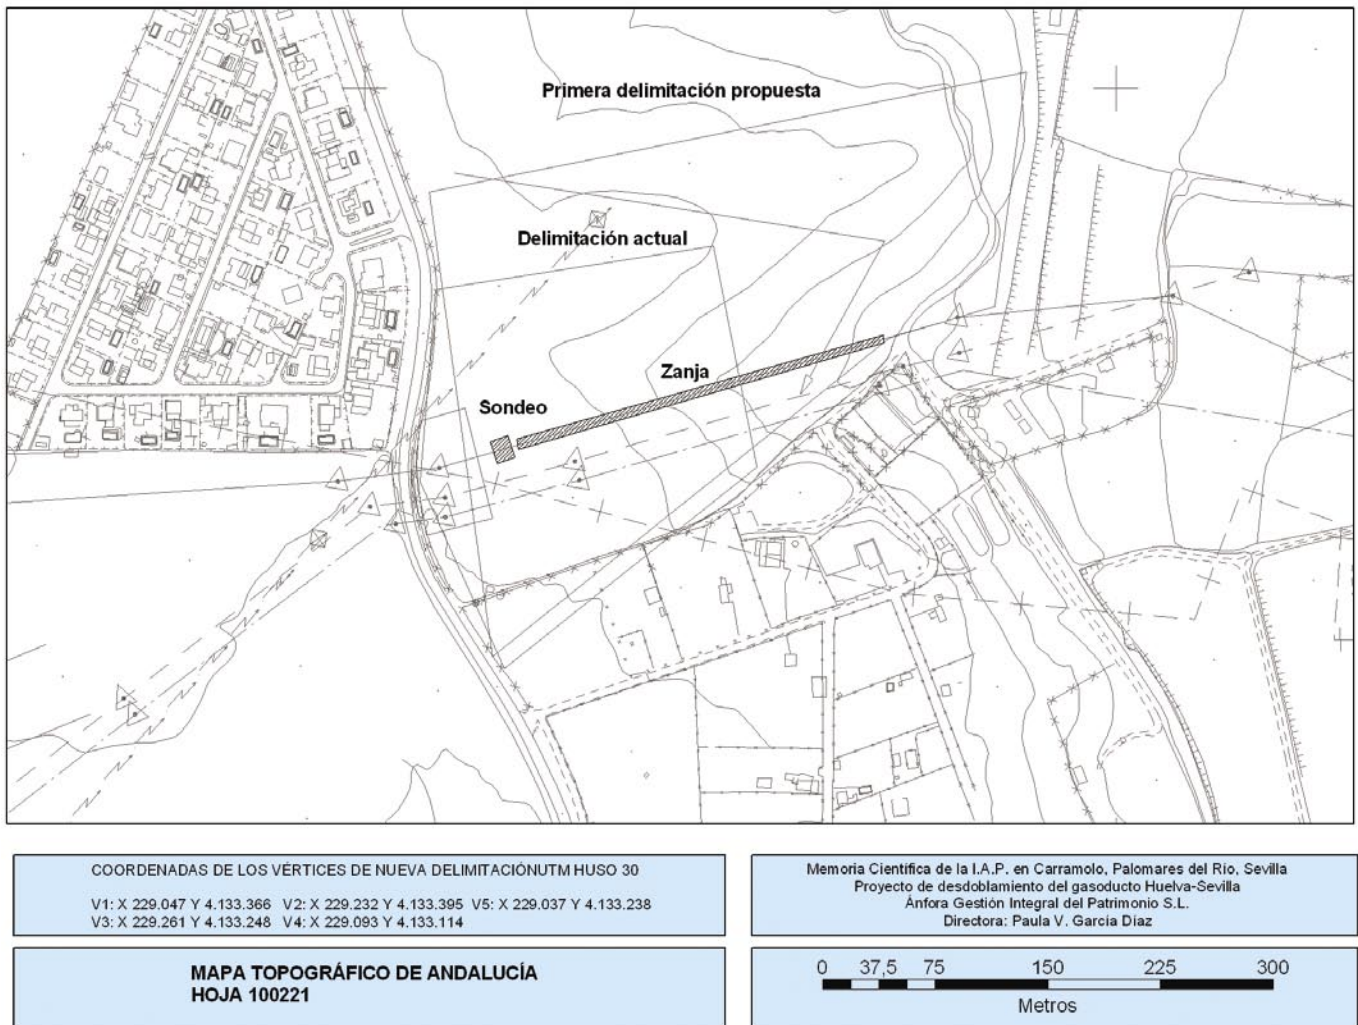 Primera delimitación propuesta
Delimitación actual
Zanja
Sondeo
COORDENADAS DE LOS VÉRTICES DE NUEVA DELIMITACIÓNUTM HUSO 30
V1: X 229.047 Y 4.133.366 V2: X 229.232 Y 4.133.395 V5: X 229.037 Y 4.133.238
V3: X 229.261 Y 4.133.248 V4: X 229.093 Y 4.133.114
MAPA TOPOGRÁFICO DE ANDALUCÍA
HOJA 100221
Memoria Científica de la I.A.P. en Carramolo, Palomares del Río, Sevilla
Proyecto de desdoblamiento del gasoducto Huelva-Sevilla
Ánfora Gestión Integral del Patrimonio S.L.
Directora: Paula V. García Díaz
0 37,5 75 150 225 300
Metros